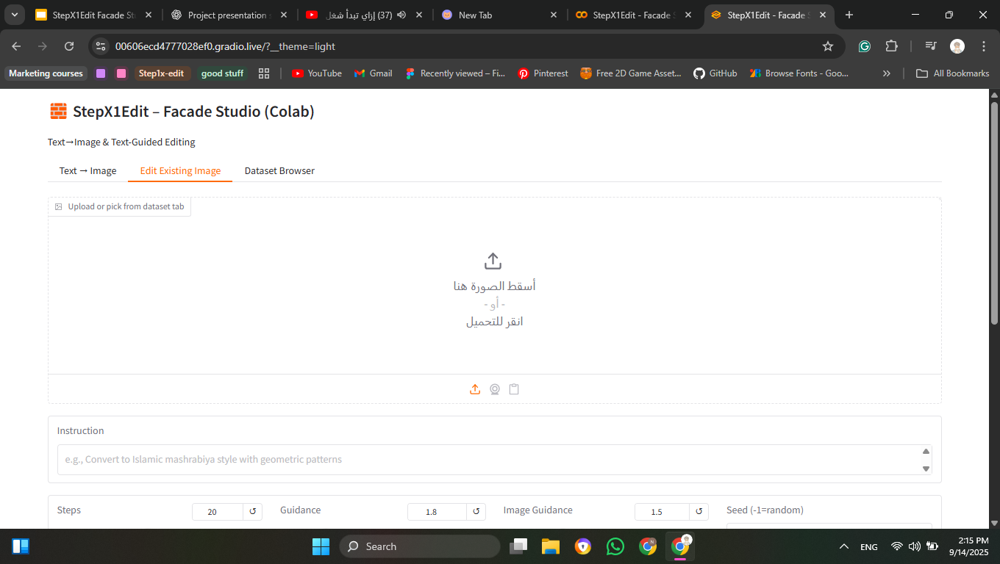 StepX1Edit Facade Stu
Project presentation s
(37) إزاي تبدأ شغل
New Tab
StepX1Edit - Facade S
StepX1Edit - Facade S
00606ecd4777028ef0.gradio.live/?__theme=light
Marketing courses
Step1x-edit
good stuff
YouTube
Gmail
Recently viewed – Fi...
Pinterest
Free 2D Game Asset...
GitHub
Browse Fonts - Goo...
All Bookmarks
StepX1Edit – Facade Studio (Colab)
Text→Image & Text-Guided Editing
Text → Image
Edit Existing Image
Dataset Browser
Upload or pick from dataset tab
أسقط الصورة هنا
- أو -
انقر للتحميل
Instruction
e.g., Convert to Islamic mashrabiya style with geometric patterns
Steps
20
Guidance
1.8
Image Guidance
1.5
Seed (-1=random)
Search
ENG
2:15 PM
9/14/2025